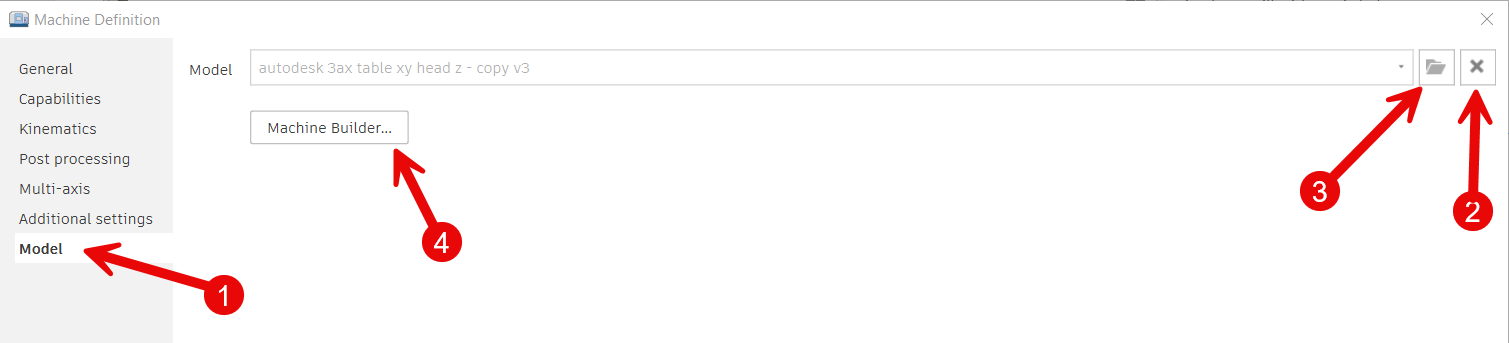 Machine Definition
General
Capabilities
Kinematics
Post processing
Multi-axis
Additional settings
Model
Model
autodesk 3ax table xy head z - copy v3
Machine Builder...
1
2
3
4